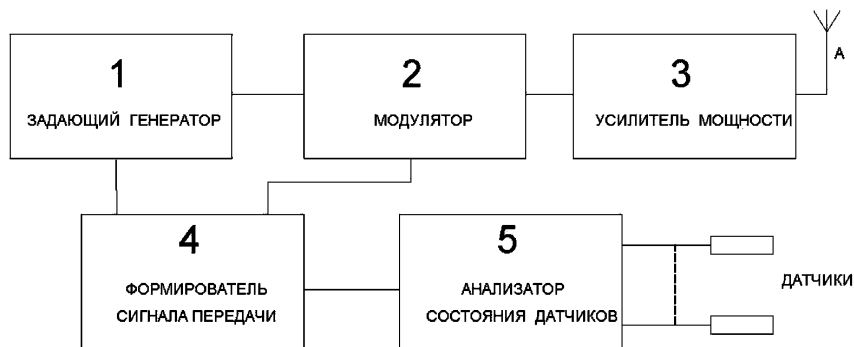 1
ЗАДАЮЩИЙ ГЕНЕРАТОР
2
МОДУЛЯТОР
3
УСИЛИТЕЛЬ МОЩНОСТИ
А
4
ФОРМИРОВАТЕЛЬ
СИГНАЛА ПЕРЕДАЧИ
5
АНАЛИЗАТОР
СОСТОЯНИЯ ДАТЧИКОВ
ДАТЧИКИ